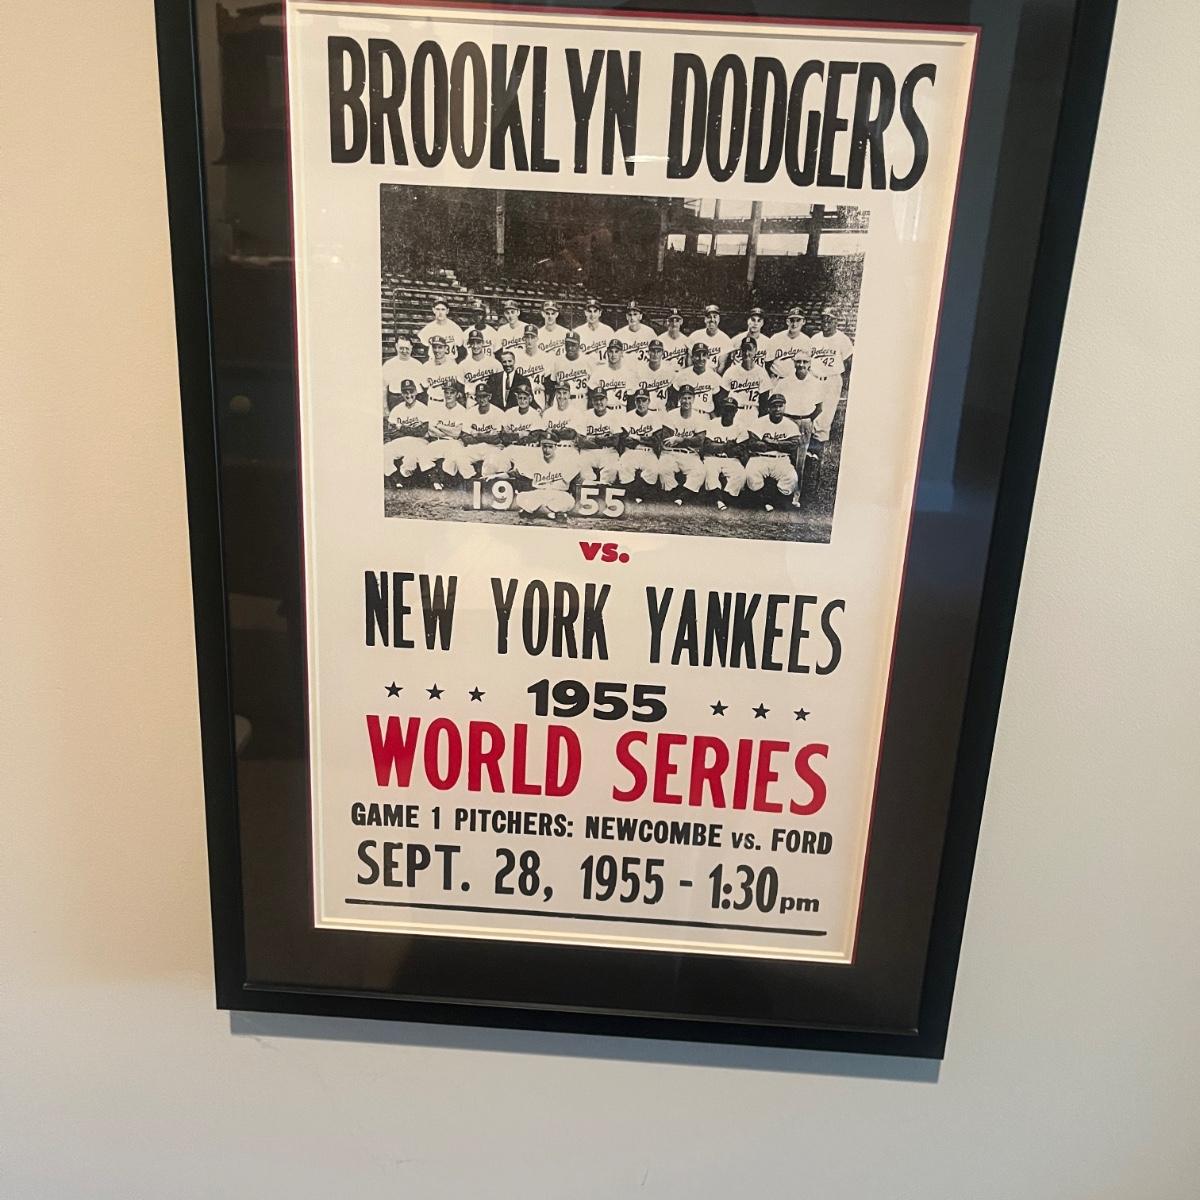 BROOKLYN DODGERS
19 55
vs.
NEW YORK YANKEES
1955
WORLD SERIES
GAME 1 PITCHERS: NEWCOMBE vs. FORD
SEPT. 28, 1955 - 1:30pm